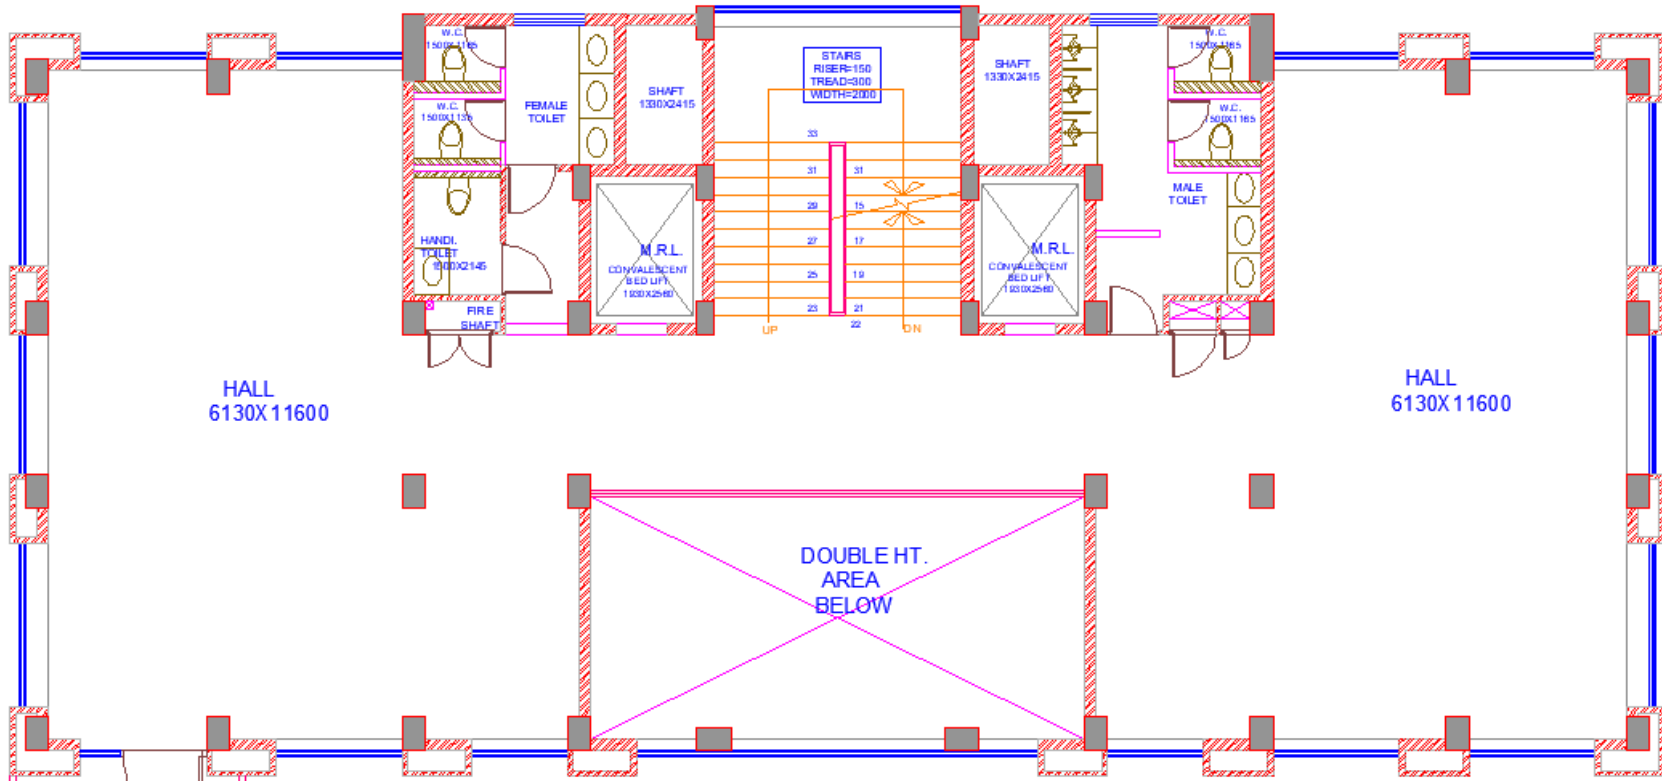 W.C.
1500X1165
FEMALE
TOILET
W.C.
1500X1135
HANDI.
TOILET
1500X2145
FIRE
SHAFT
SHAFT
1330X2415
M.R.L.
CONVALESCENT
BED LIFT
1930X2560
STAIRS
RISER=150
TREAD=300
WIDTH=2000
33
31
31
29
15
27
17
25
19
23
21
22
UP
DN
SHAFT
1330X2415
M.R.L.
CONVALESCENT
BED LIFT
1930X2560
W.C.
1500X1165
W.C.
1500X1165
MALE
TOILET
HALL
6130X11600
HALL
6130X11600
DOUBLE HT.
AREA
BELOW